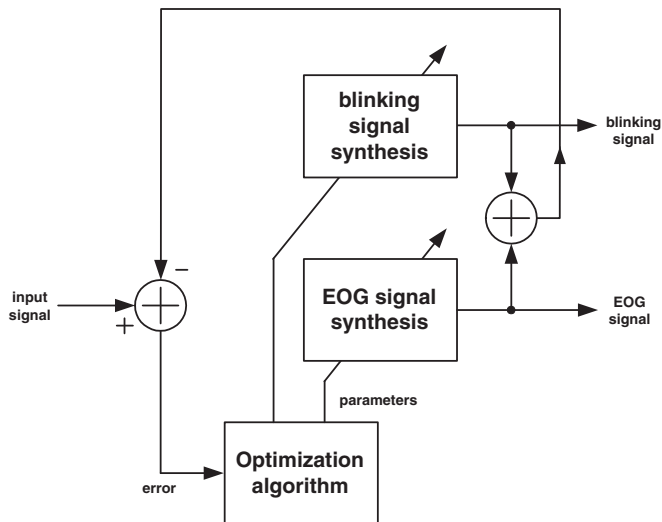 blinking
signal
synthesis
blinking
signal
−
input
signal
+
EOG signal
synthesis
EOG
signal
parameters
Optimization
algorithm
error